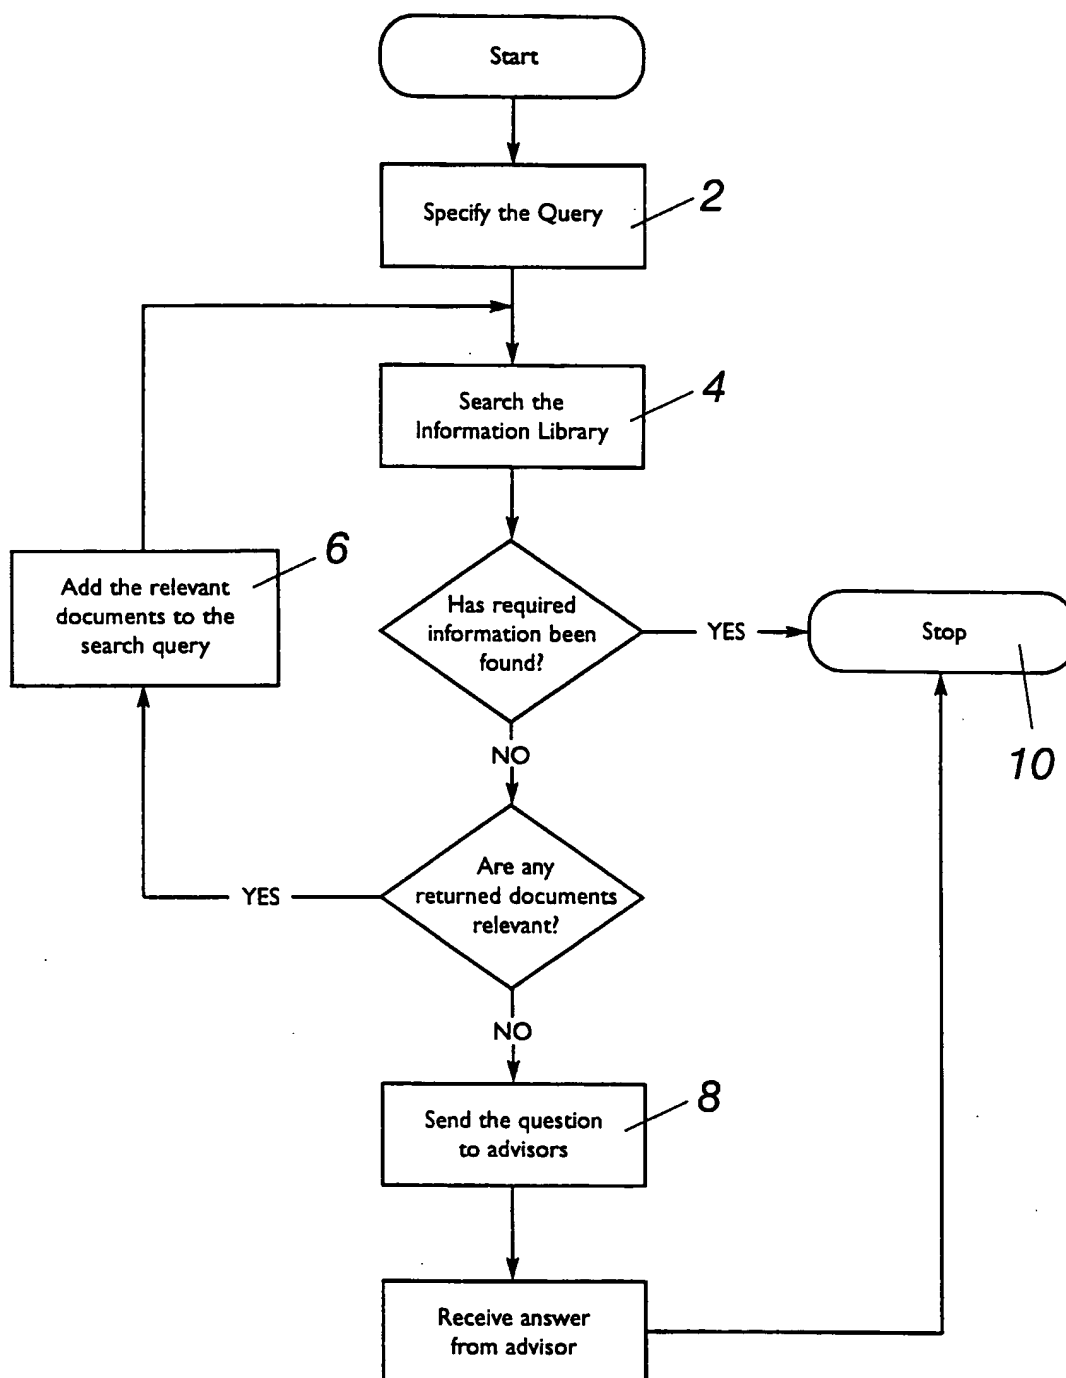 Start
Specify the Query
2
Search the
Information Library
4
Add the relevant
documents to the
search query
6
Has required
information been
found?
YES
Stop
10
NO
Are any
returned documents
relevant?
YES
NO
Send the question
to advisors
8
Receive answer
from advisor